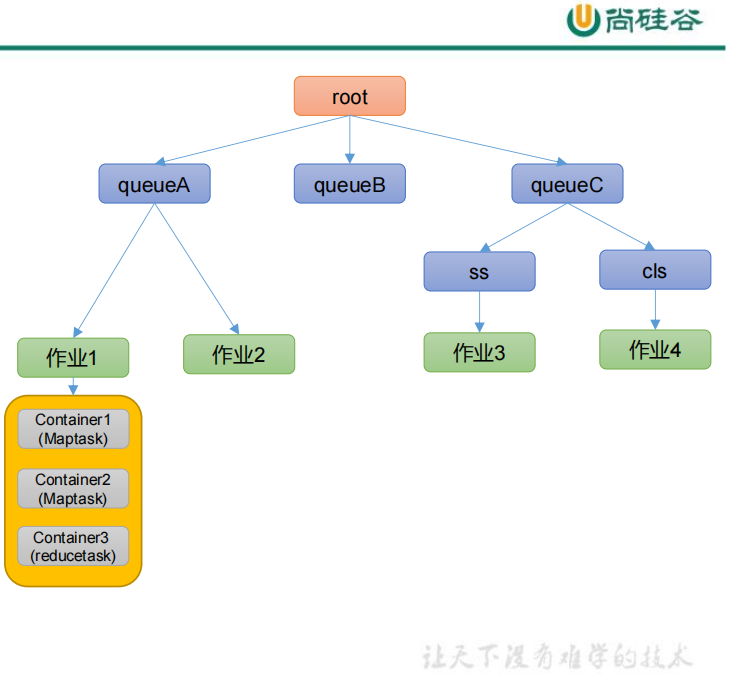 尚硅谷
root
queueA
queueB
queueC
ss
cls
作业1
作业2
作业3
作业4
Container1
(Maptask)
Container2
(Maptask)
Container3
(reducetask)
让天下没有难学的技术